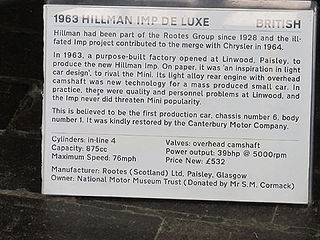 1963 HILLMAN IMP DE LUXE BRITISH
Hillman had been part of the Rootes Group since 1928 and the ill-
fated Imp project contributed to the merge with Chrysler in 1964.
In 1963, a purpose-built factory opened at Linwood, Paisley, to
produce the new Hillman Imp. On paper, it was 'an inspiration in light
car design', to rival the Mini. Its light alloy rear engine with overhead
camshaft was new technology for a mass produced small car. In
practice, there were quality and personnel problems at Linwood, and
the Imp never did threaten Mini popularity.
This is believed to be the first production car, chassis number 6, body
number 1. It was kindly restored by the Canterbury Motor Company.
Cylinders: in-line 4
Capacity: 875cc
Maximum Speed: 76mph
Valves: overhead camshaft
Power output: 39bhp @ 5000rpm
Price New: £532
Manufacturer: Rootes (Scotland) Ltd, Paisley, Glasgow
Owner: National Motor Museum Trust (Donated by Mr S.M. Cormack)